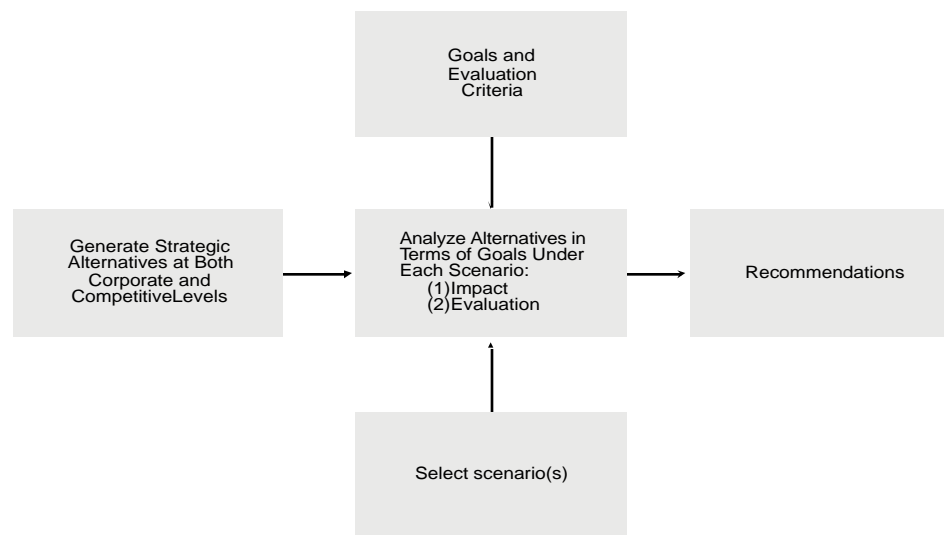 Goals and
Evaluation
Criteria
Generate Strategic
Alternatives at Both
Corporate and
CompetitiveLevels
Analyze Alternatives in
Terms of Goals Under
Each Scenario:
(1)Impact
(2)Evaluation
Recommendations
Select scenario(s)